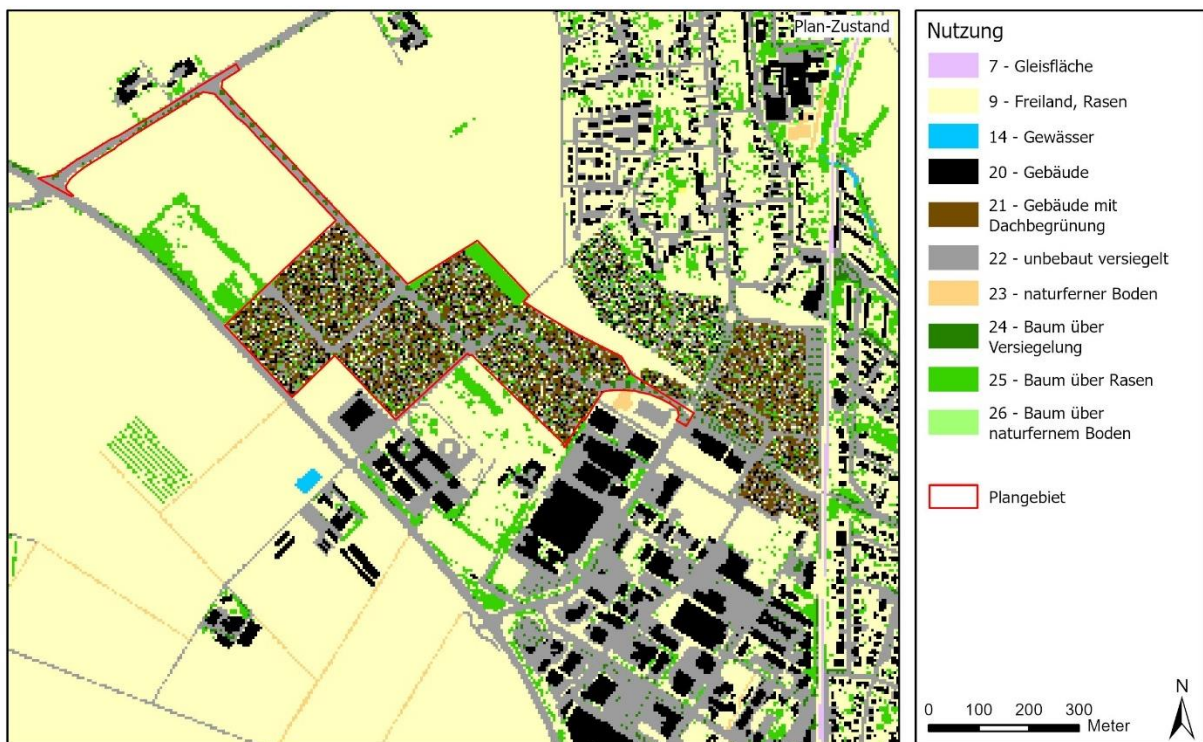 Plan-Zustand
Nutzung
7 - Gleisfläche
9 - Freiland, Rasen
14 - Gewässer
20 - Gebäude
21 - Gebäude mit
Dachbegrünung
22 - unbebaut versiegelt
23 - naturferner Boden
24 - Baum über
Versiegelung
25 - Baum über Rasen
26 - Baum über
naturfernem Boden
Plangebiet
N
0 100 200 300
Meter